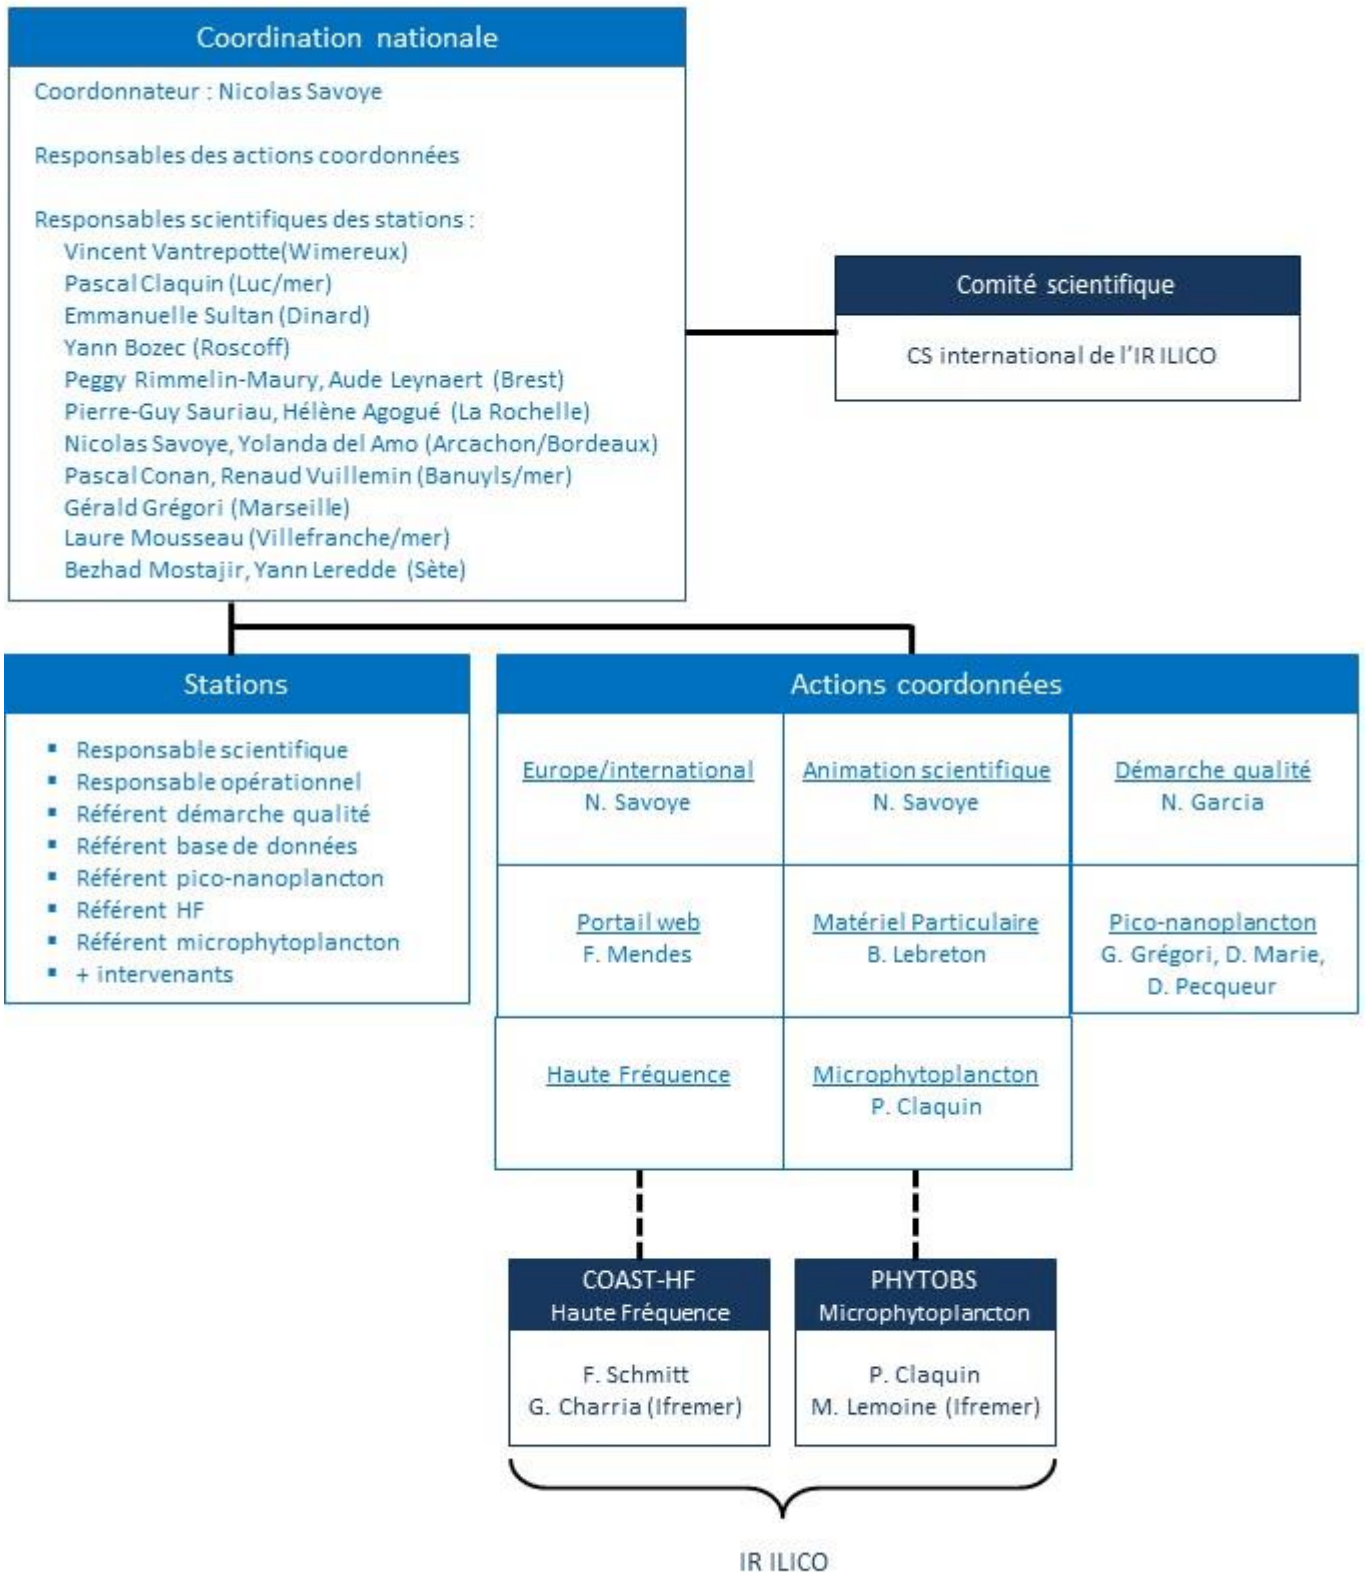 Coordination nationale
Coordonnateur : Nicolas Savoye
Responsables des actions coordonnées
Responsables scientifiques des stations :
Vincent Vantrepotte(Wimereux)
Pascal Claquin (Luc/mer)
Emmanuelle Sultan (Dinard)
Yann Bozec (Roscoff)
Peggy Rimmelin-Maury, Aude Leynaert (Brest)
Pierre-Guy Sauriau, Hélène Agogué (La Rochelle)
Nicolas Savoye, Yolanda del Amo (Arcachon/Bordeaux)
Pascal Conan, Renaud Vuillemin (Banuyls/mer)
Gérald Grégori (Marseille)
Laure Mousseau (Villefranche/mer)
Bezhad Mostajir, Yann Leredde (Sète)
Comité scientifique
CS international de l'IR ILICO
Stations
▪ Responsable scientifique
▪ Responsable opérationnel
▪ Référent démarche qualité
▪ Référent base de données
▪ Référent pico-nanoplancton
▪ Référent HF
▪ Référent microphytoplancton
▪ + intervenants
Actions coordonnées
Europe/international
N. Savoye
Animation scientifique
N. Savoye
Démarche qualité
N. Garcia
Portail web
F. Mendes
Matériel Particulaire
B. Lebreton
Pico-nanoplancton
G. Grégori, D. Marie,
D. Pecqueur
Haute Fréquence
Microphytoplancton
P. Claquin
COAST-HF
Haute Fréquence
F. Schmitt
G. Charria (Ifremer)
PHYTOBS
Microphytoplancton
P. Claquin
M. Lemoine (Ifremer)
IR ILICO